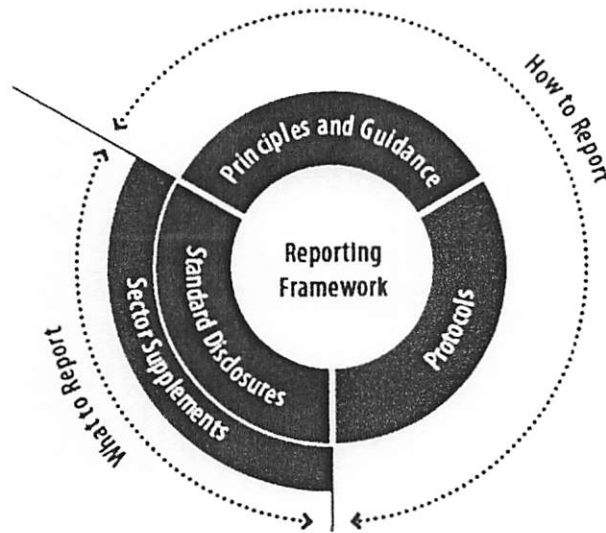 How to Report
Principles and Guidance
Reporting
Framework
Standard Disclosures
Sector Supplements
Protocols
What to Report